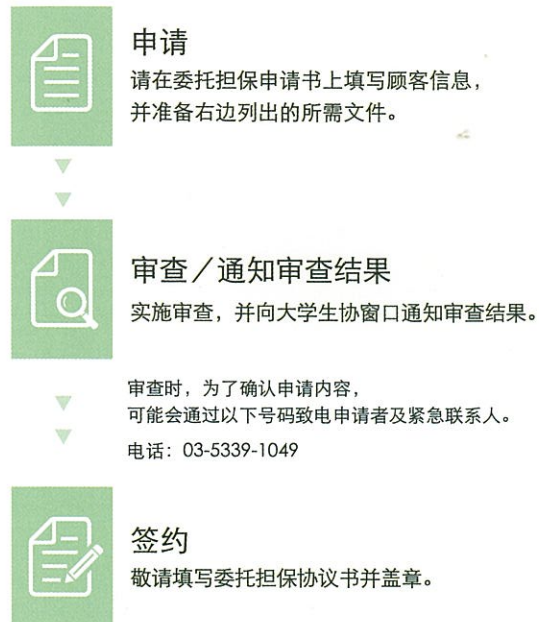 申请
请在委托担保申请书上填写顾客信息，
并准备右边列出的所需文件。
审查／通知审查结果
实施审查，并向大学生协窗口通知审查结果。
审查时，为了确认申请内容，
可能会通过以下号码致电申请者及紧急联系人。
电话：03-5339-1049
签约
敬请填写委托担保协议书并盖章。